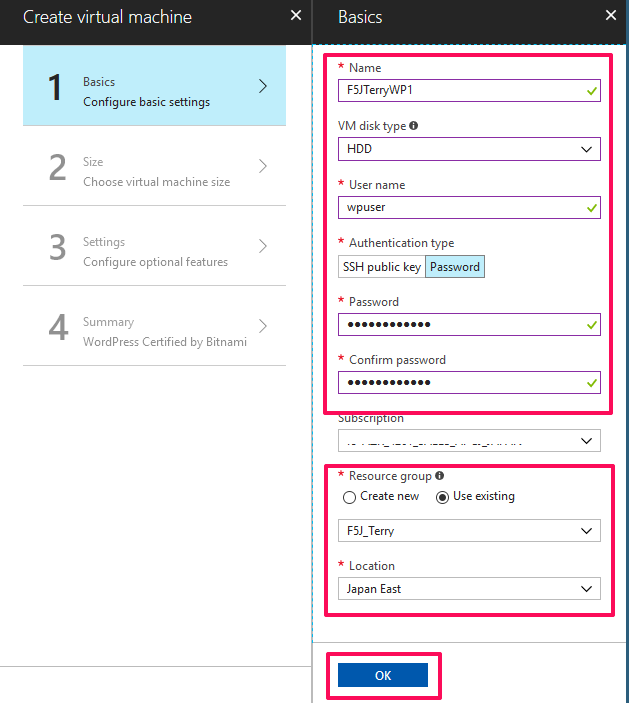 Create virtual machine
1
Basics
Configure basic settings
2
Size
Choose virtual machine size
3
Settings
Configure optional features
4
Summary
WordPress Certified by Bitnami
Basics
* Name
F5JTerryWP1
VM disk type
HDD
* User name
wpuser
* Authentication type
SSH public key Password
* Password
●●●●●●●●●●●●
* Confirm password
●●●●●●●●●●●●
Subscription
* Resource group
Create new Use existing
F5J_Terry
* Location
Japan East
OK